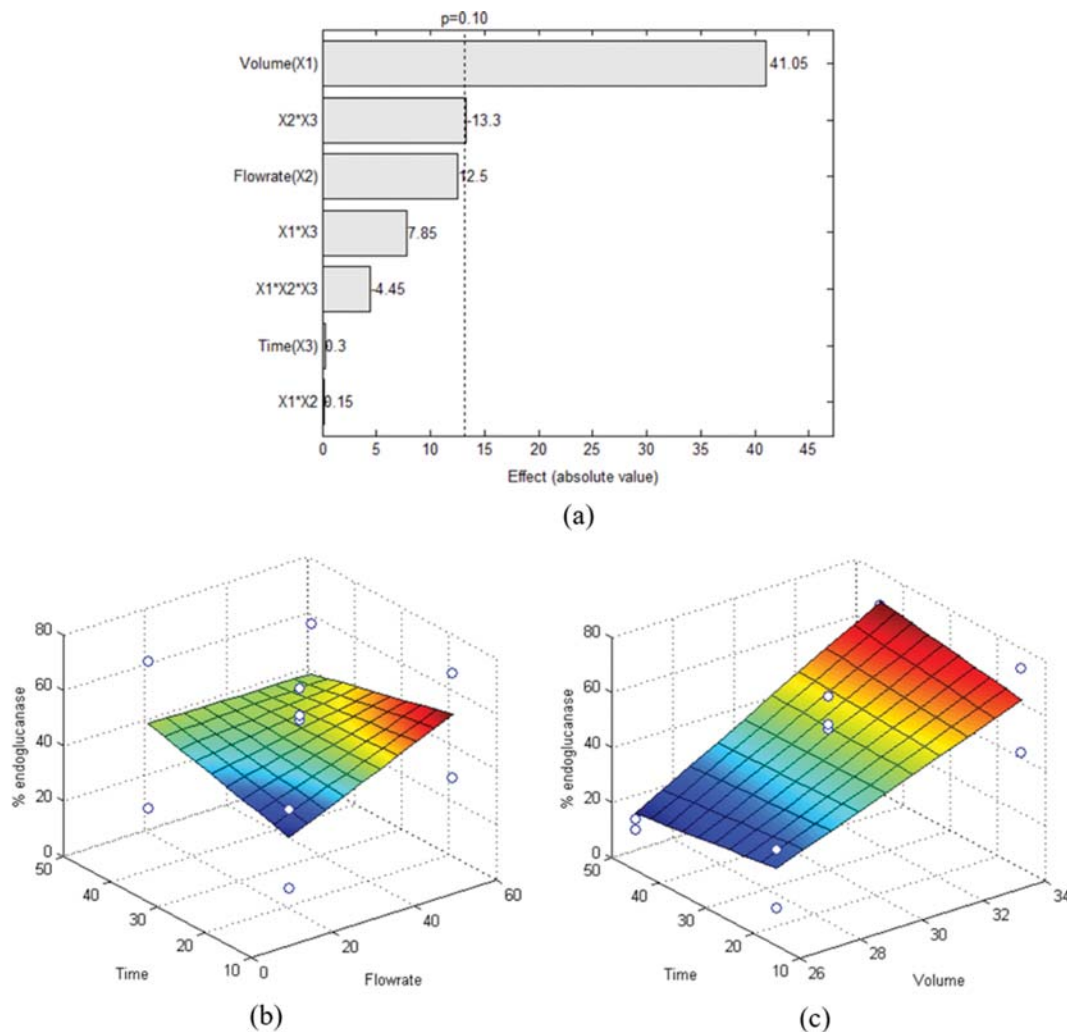 p=0.10
Volume(X1)
41.05
X2*X3
-13.3
Flowrate(X2)
12.5
X1*X3
7.85
X1*X2*X3
-4.45
Time(X3)
0.3
X1*X2
0.15
0 5 10 15 20 25 30 35 40 45
Effect (absolute value)
(a)
80
60
40
20
0
% endoglucanase
50
40
30
20
10
Time
0
20
40
60
Flowrate
(b)
80
60
40
20
0
% endoglucanase
50
40
30
20
10
Time
26
28
30
32
34
Volume
(c)